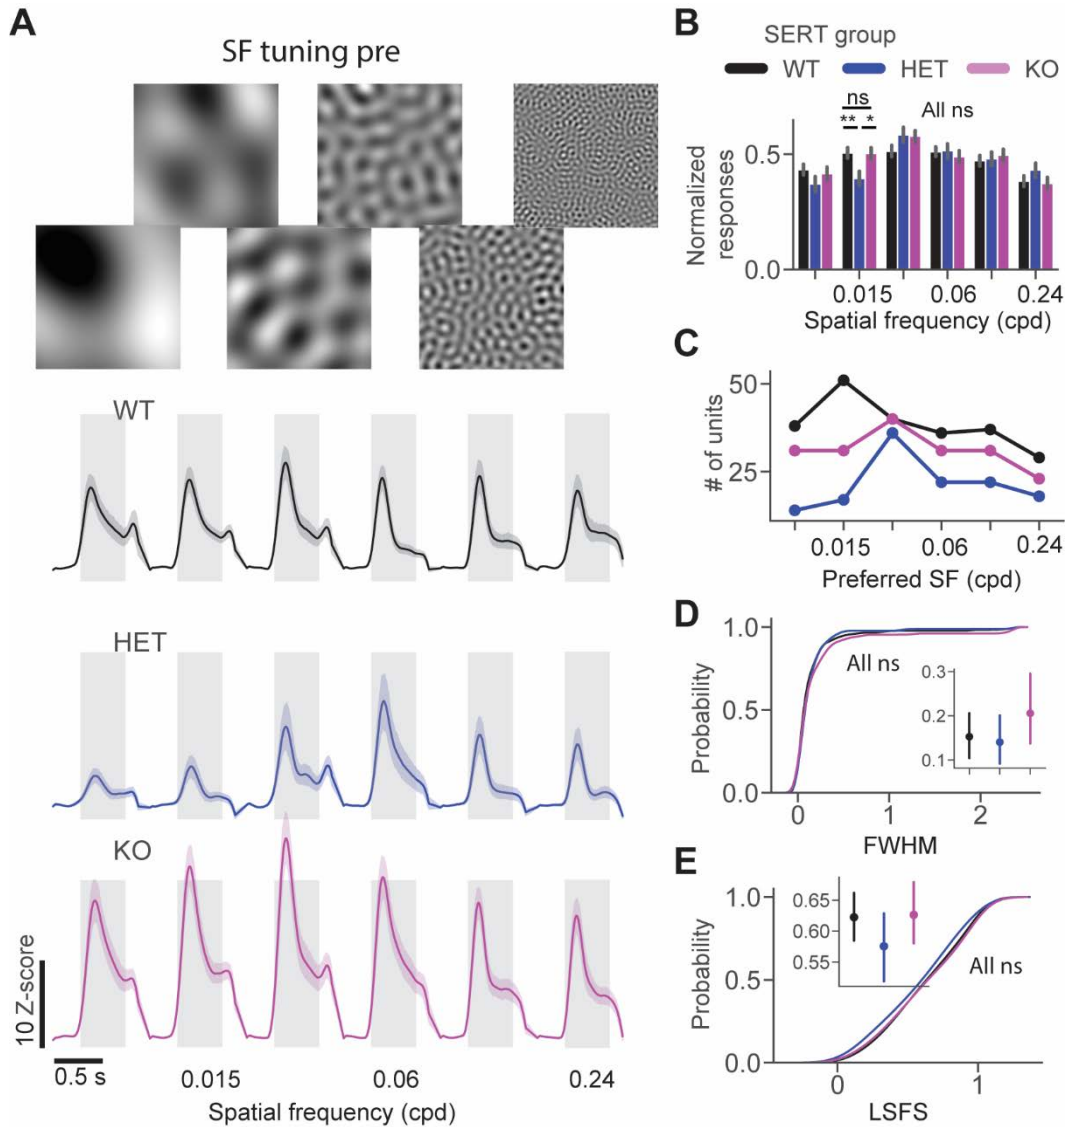 A
SF tuning pre
WT
HET
KO
10 Z-score
0.5 s
0.015
0.06
0.24
Spatial frequency (cpd)
B
SERT group
WT HET KO
ns
** *
All ns
Normalized
responses
0.5
0.0
0.015 0.06 0.24
Spatial frequency (cpd)
C
# of units
50
25
0.015 0.06 0.24
Preferred SF (cpd)
D
Probability
1.0
0.5
0.0
All ns
0.3
0.2
0.1
0 1 2
FWHM
E
Probability
1.0
0.5
0.0
0.65
0.60
0.55
All ns
0 1
LSFS